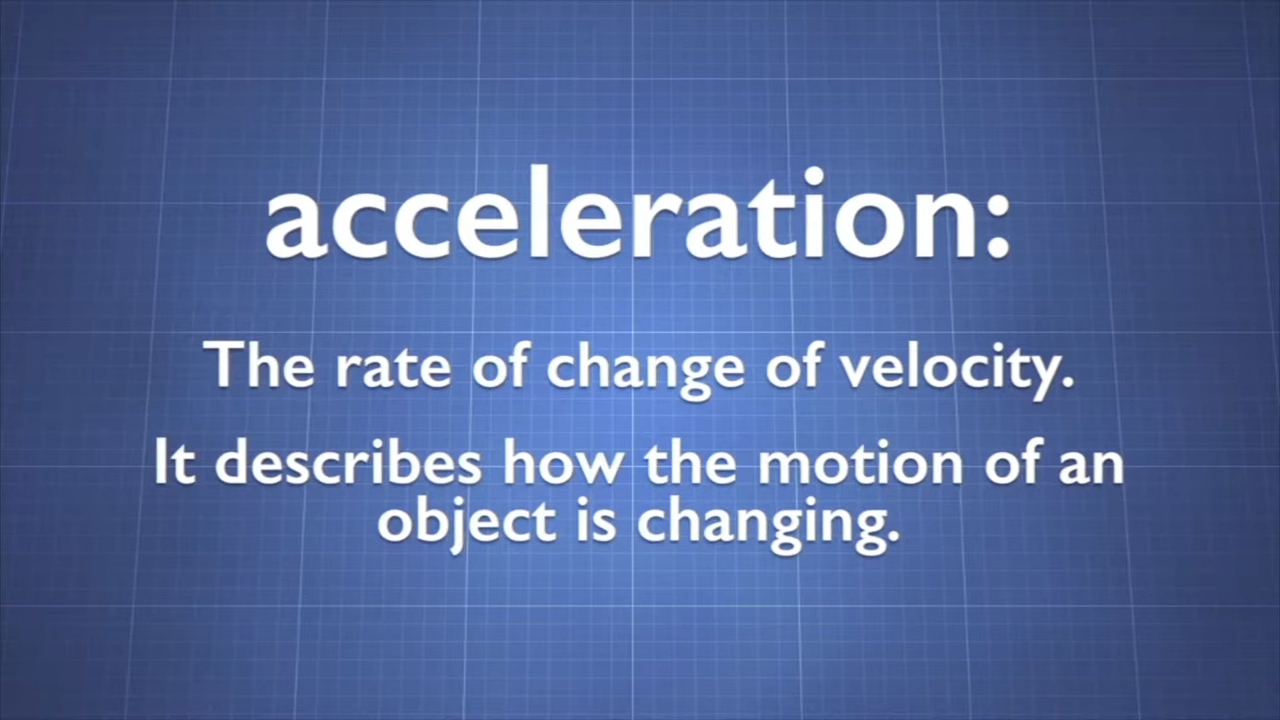 acceleration:
The rate of change of velocity.
It describes how the motion of an
object is changing.